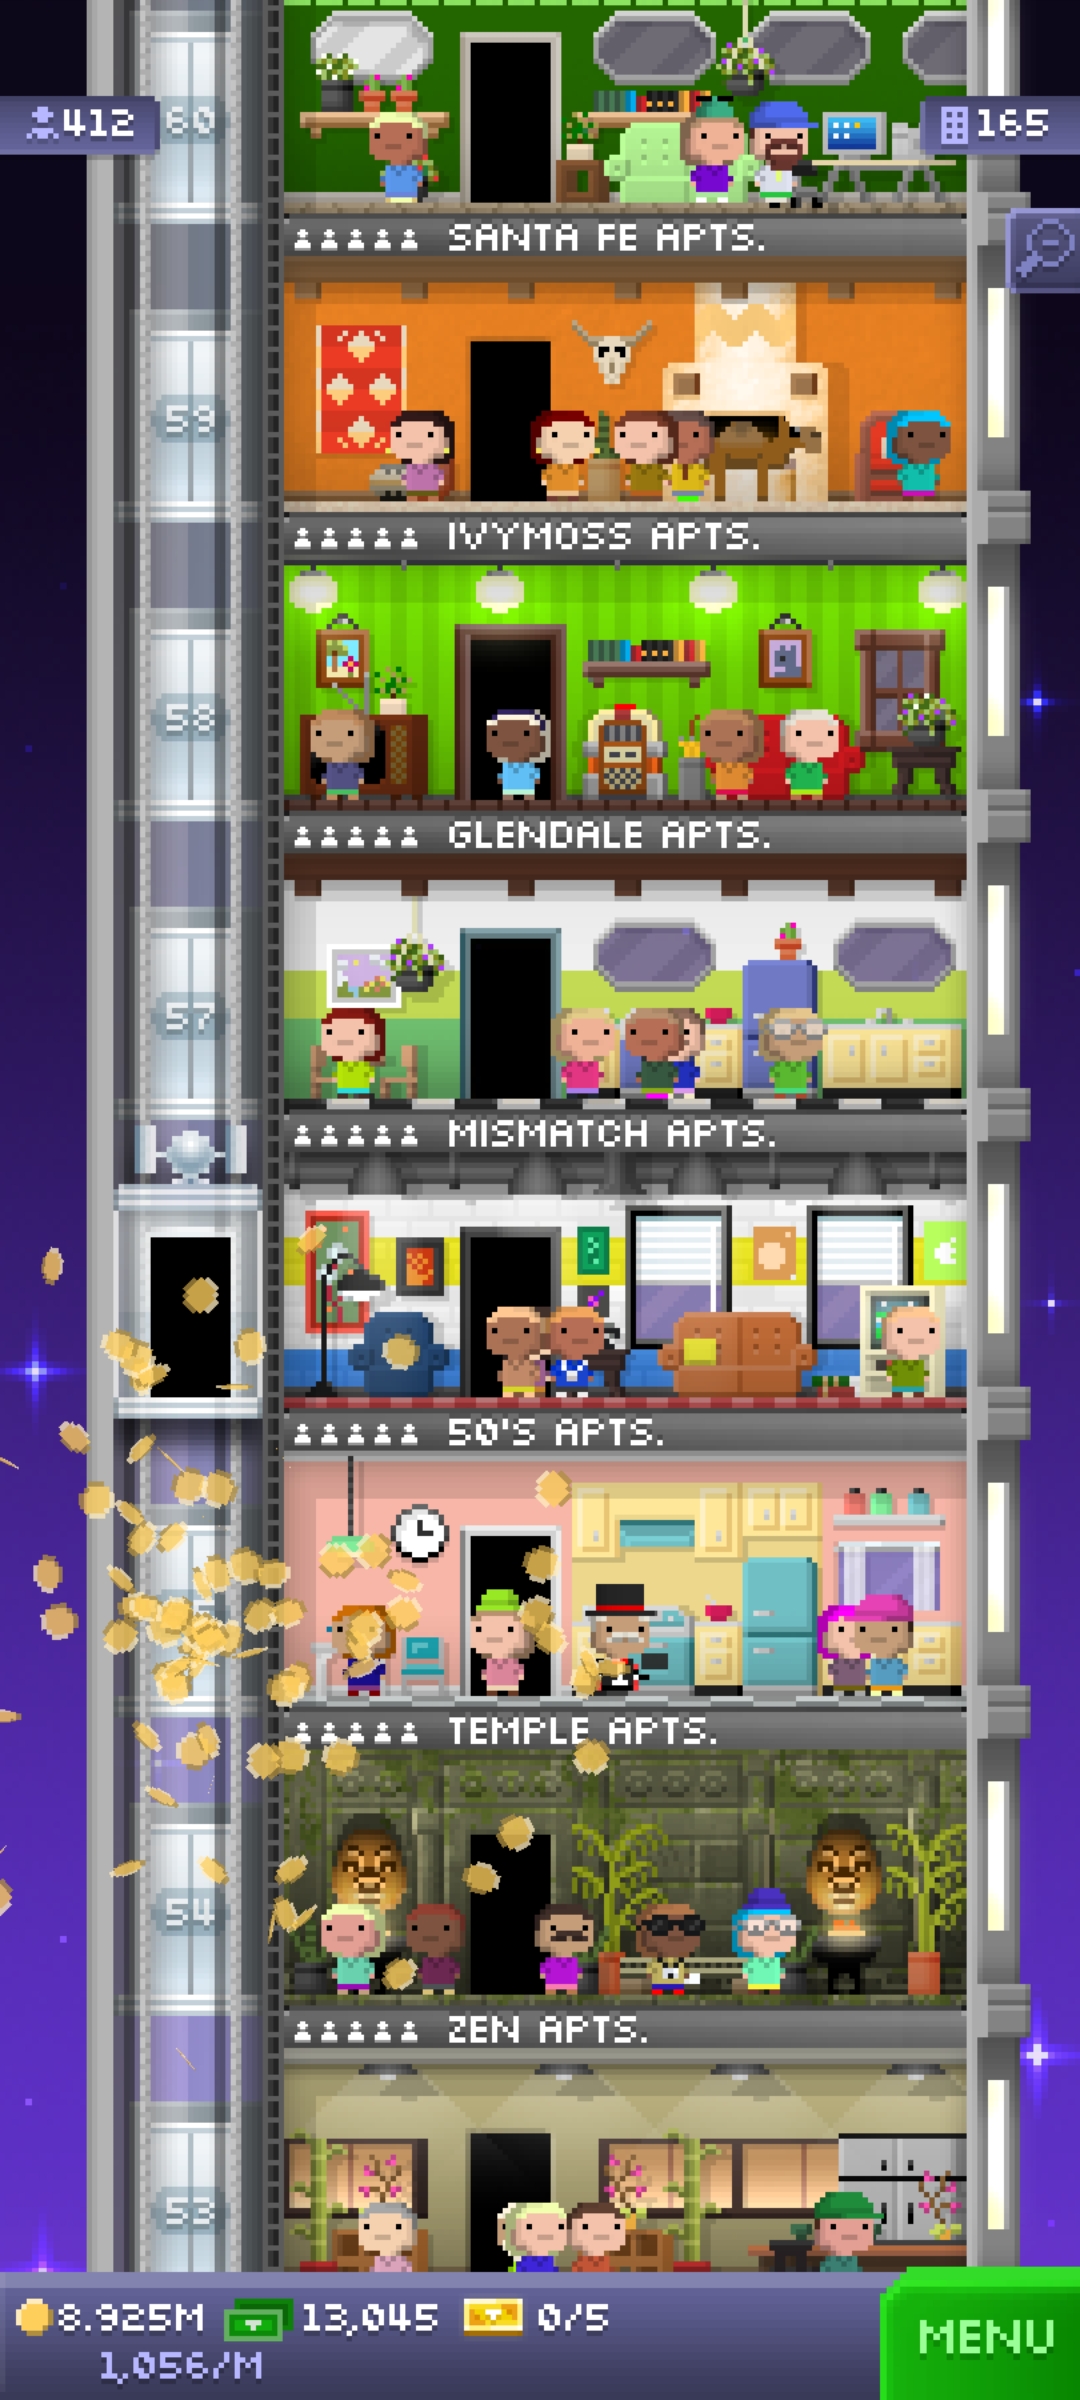 412
60
165
SANTA FE APTS.
59
IVYMOSS APTS.
58
GLENDALE APTS.
57
MISMATCH APTS.
50'S APTS.
TEMPLE APTS.
54
ZEN APTS.
53
8.925M 13,045 0/5
1,056/M
MENU